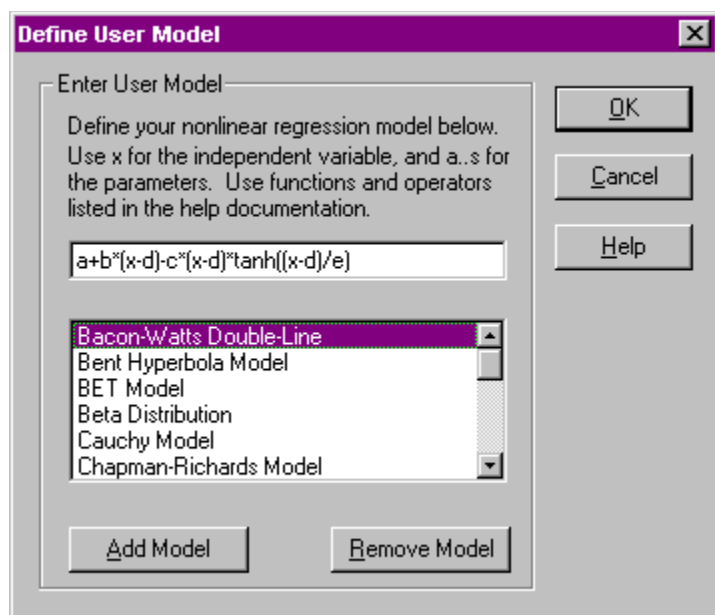 Define User Model
Enter User Model
Define your nonlinear regression model below.
Use x for the independent variable, and a..s for
the parameters.  Use functions and operators
listed in the help documentation.
a+b*(x-d)-c*(x-d)*tanh((x-d)/e)
Bacon-Watts Double-Line
Bent Hyperbola Model
BET Model
Beta Distribution
Cauchy Model
Chapman-Richards Model
Add Model
Remove Model
OK
Cancel
Help